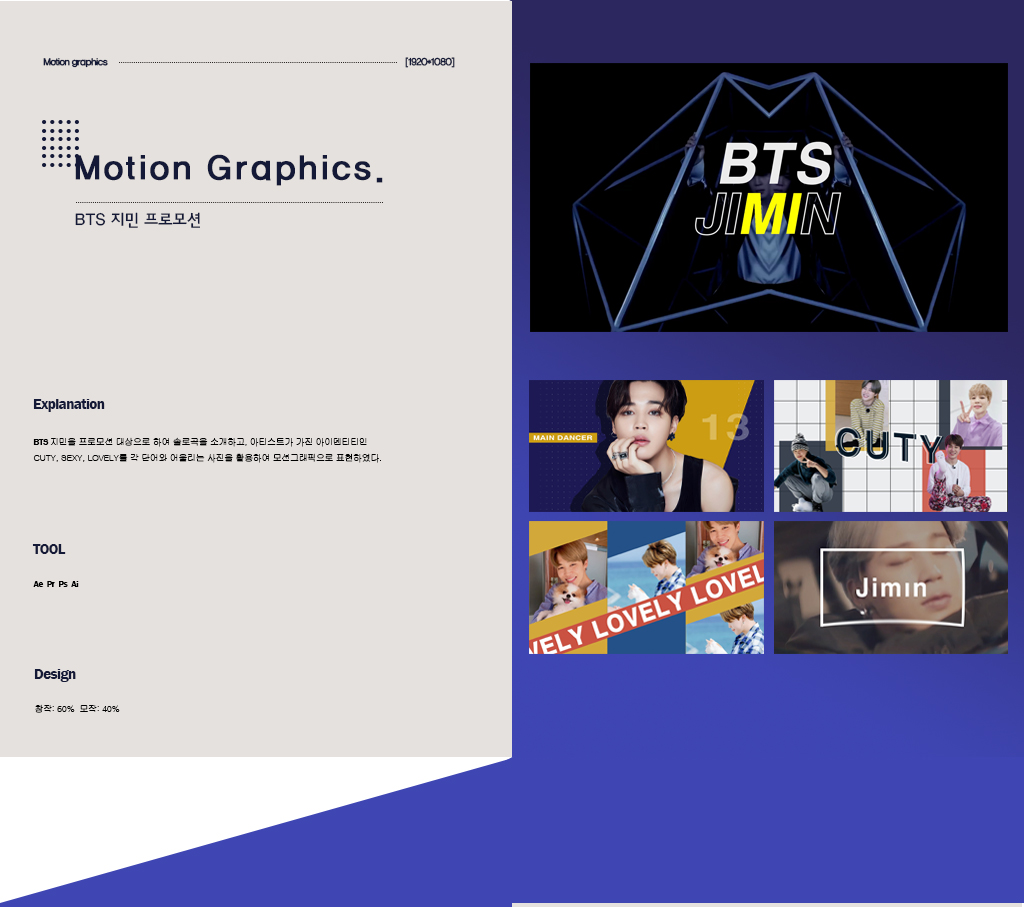 Motion graphics [1920*1080]
Motion Graphics.
BTS 지민 프로모션
Explanation
BTS 지민을 프로모션 대상으로 하여 솔로곡을 소개하고, 아티스트가 가진 아이덴티티인
CUTY, SEXY, LOVELY를 각 단어와 어울리는 사진을 활용하여 모션그래픽으로 표현하였다.
TOOL
Ae Pr Ps Ai
Design
창작: 60% 모작: 40%
BTS
JIMIN
MAIN DANCER
13
CUTY
VELY LOVELY LOVEL
Jimin